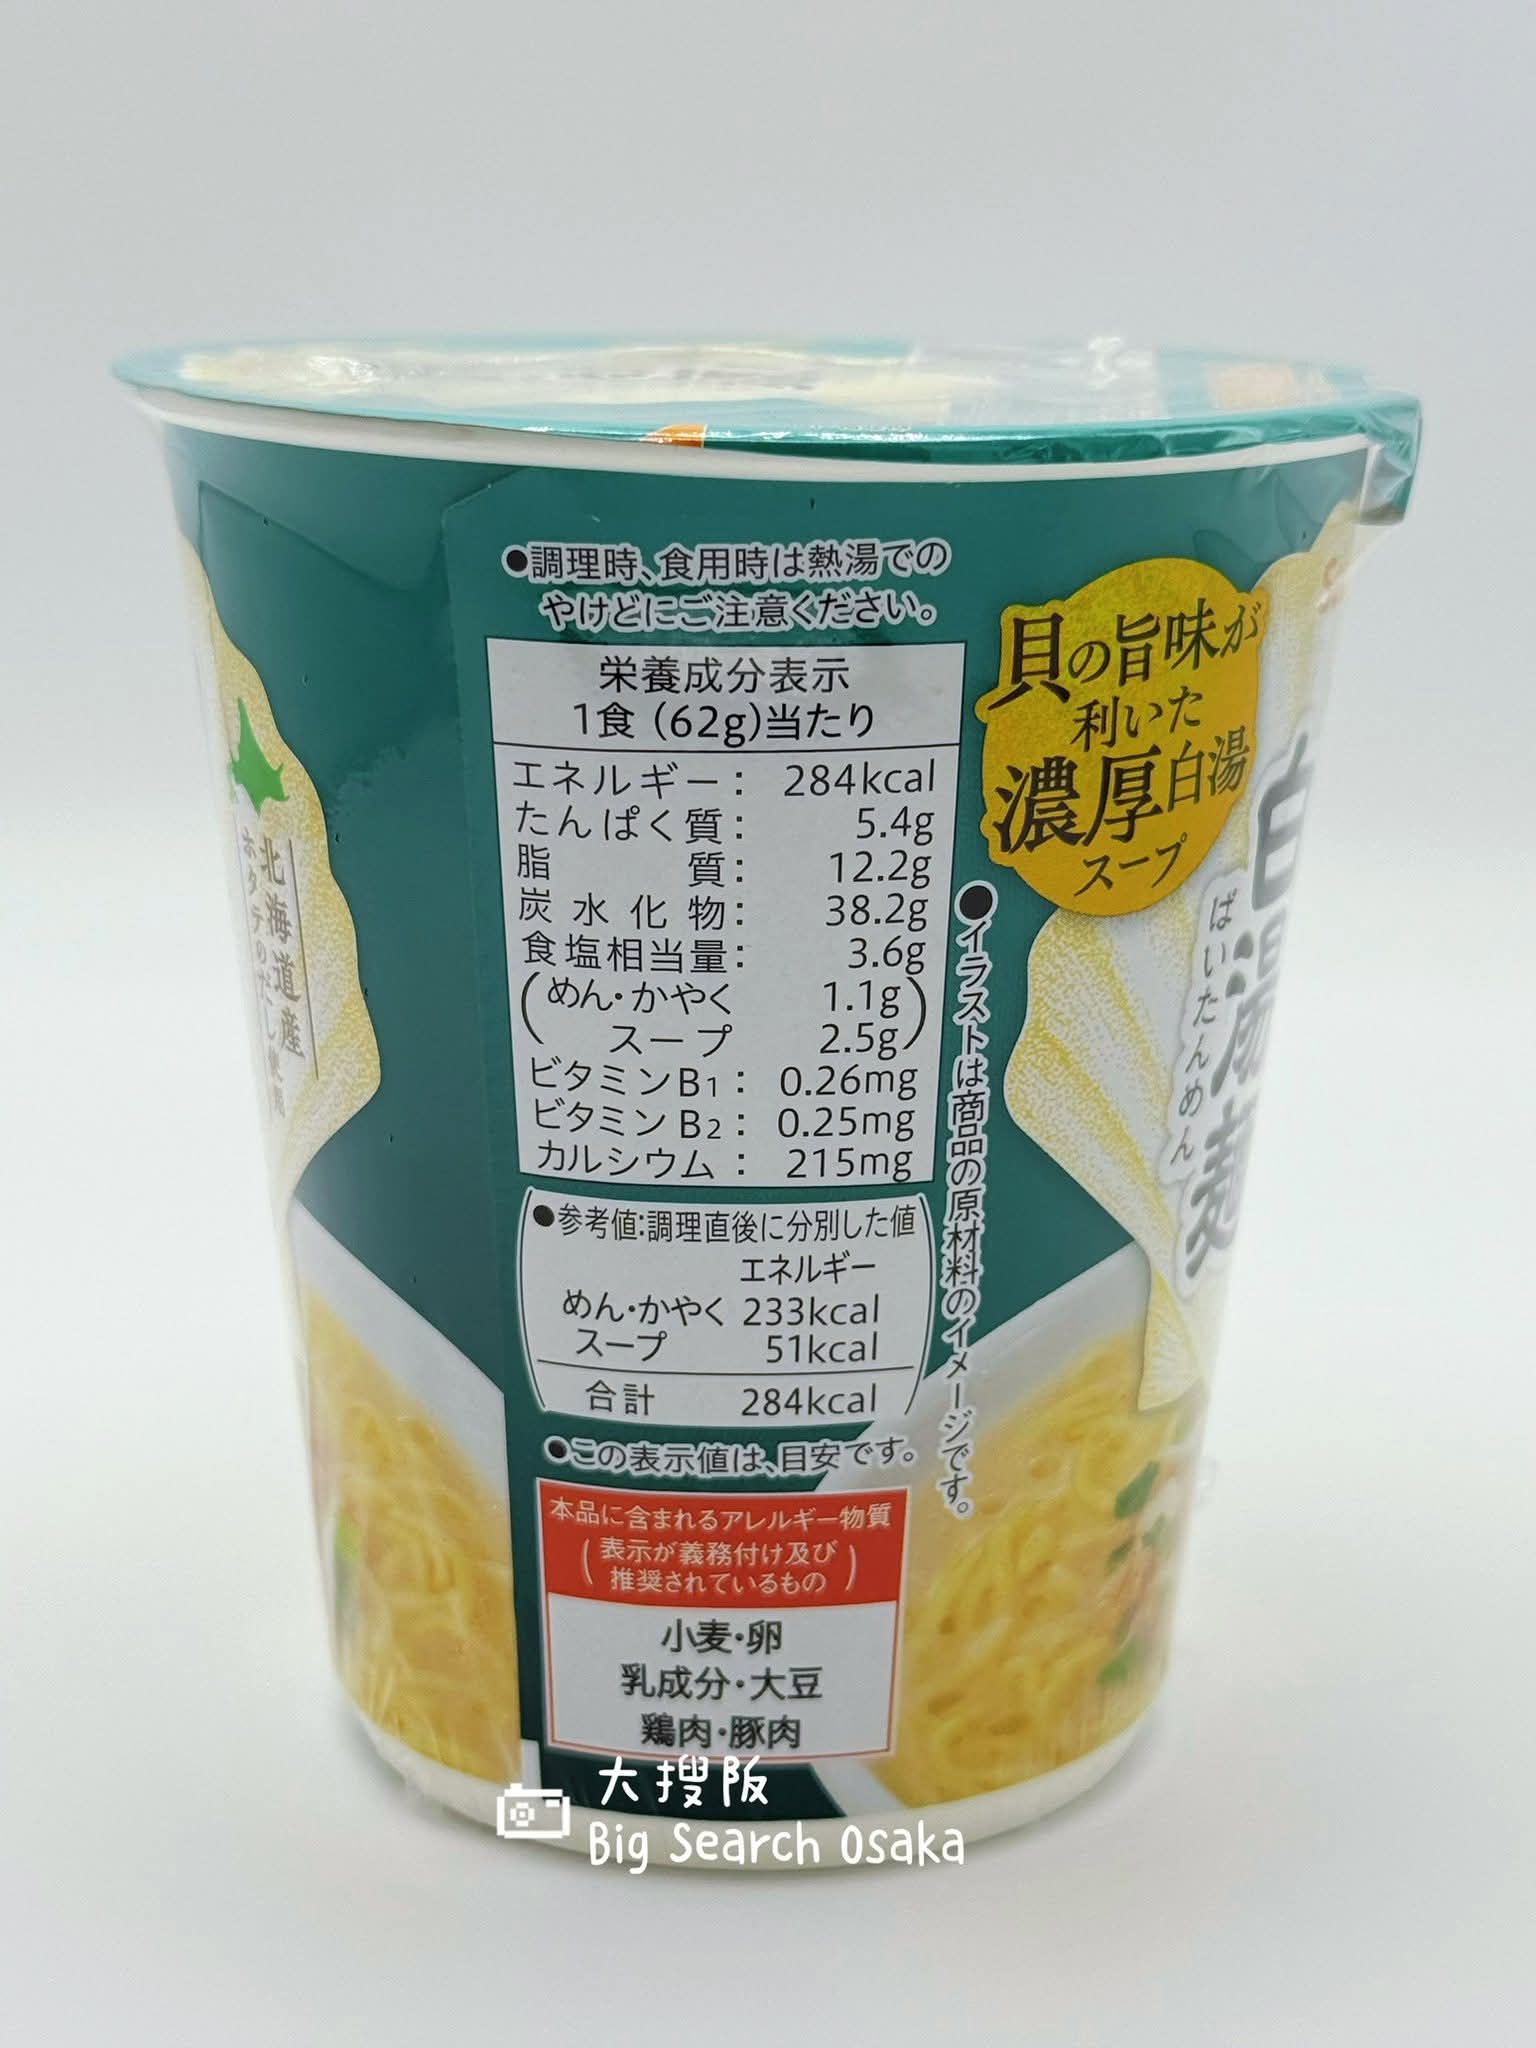 ●調理時、食用時は熱湯での
やけどにご注意ください。
栄養成分表示
1食 (62g)当たり
エネルギー: 284kcal
たんぱく質: 5.4g
脂質: 12.2g
炭水化物: 38.2g
食塩相当量: 3.6g
(めん・かやく 1.1g
スープ 2.5g)
ビタミンB1: 0.26mg
ビタミンB2: 0.25mg
カルシウム: 215mg
●参考値:調理直後に分別した値
エネルギー
めん・かやく 233kcal
スープ 51kcal
合計 284kcal
●この表示値は、目安です。
本品に含まれるアレルギー物質
(表示が義務付け及び
推奨されているもの)
小麦・卵
乳成分・大豆
鶏肉・豚肉
●イラストは商品の原材料のイメージです。
貝の旨味が
利いた
濃厚白湯
スープ
白湯麺
ぱいたんめん
北海道産
ホタテのだし使用
大搜阪
Big Search Osaka